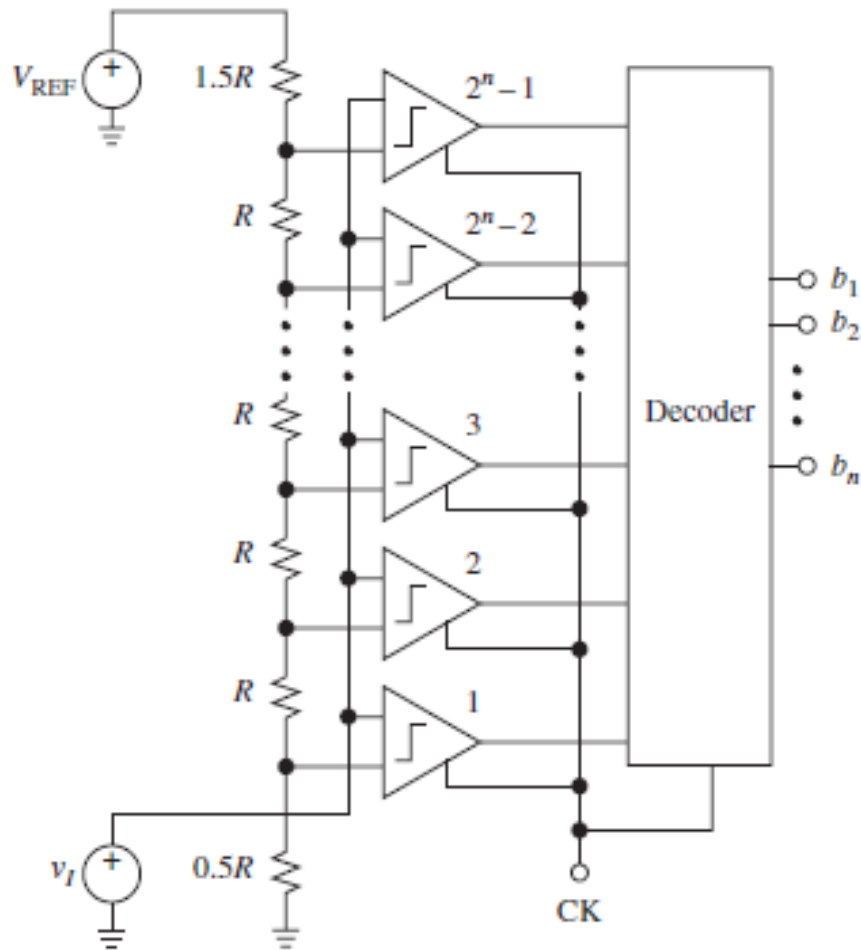 V_REF
1.5R
2^n – 1
R
2^n – 2
b_1
b_2
R
3
Decoder
b_n
R
2
R
1
v_I
0.5R
CK
+
+